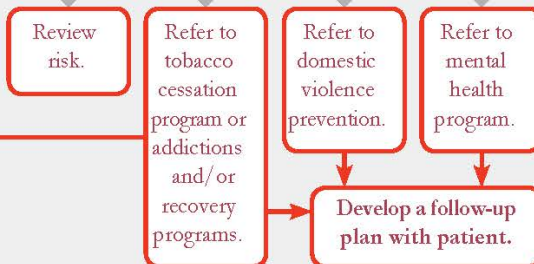 Review
risk.
Refer to
tobacco
cessation
program or
addictions
and/or
recovery
programs.
Refer to
domestic
violence
prevention.
Refer to
mental
health
program.
Develop a follow-up
plan with patient.